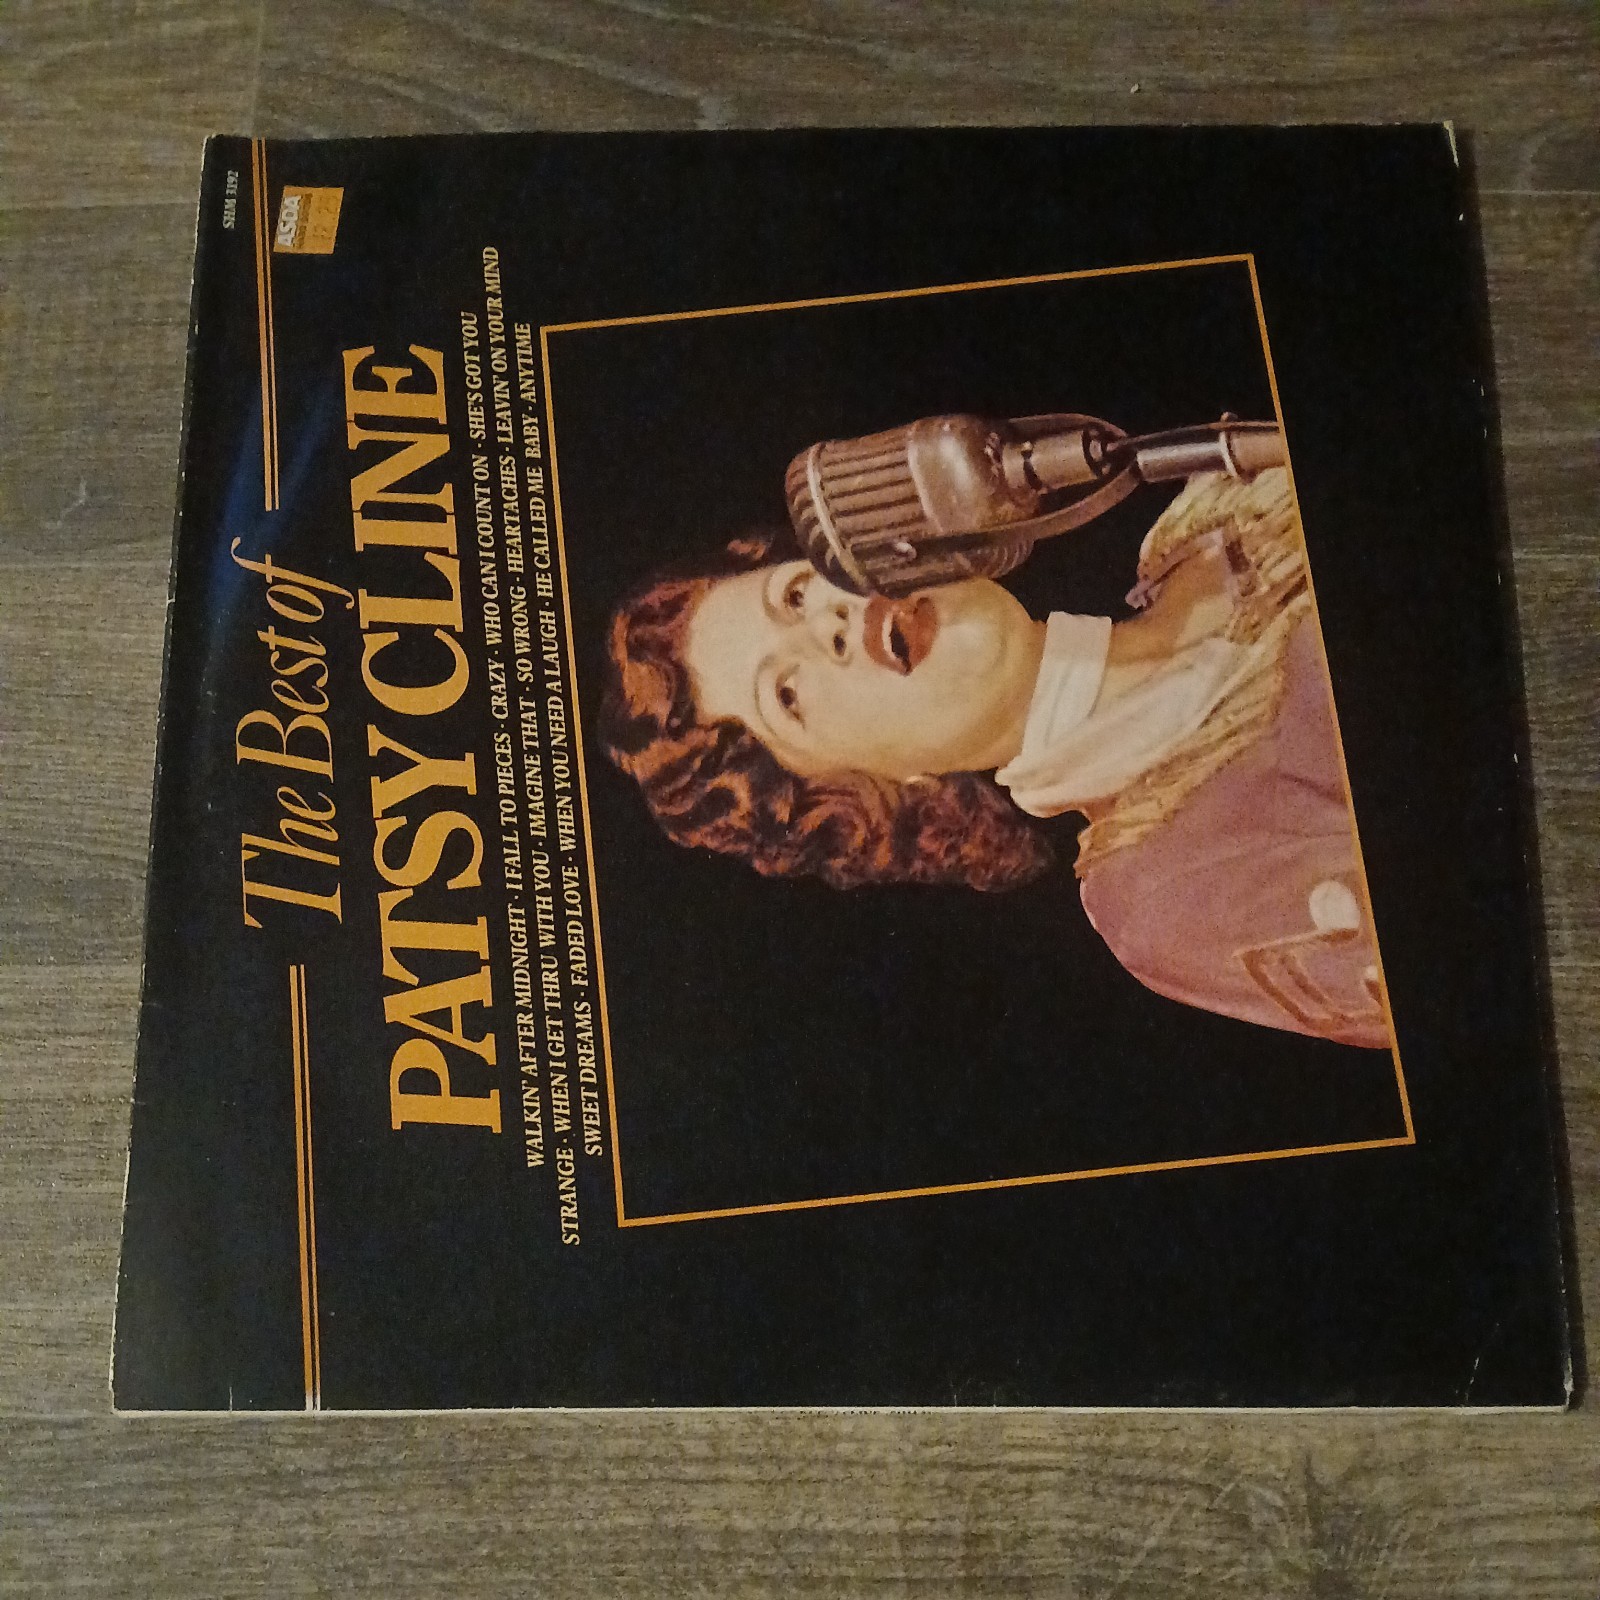 SHM 3192
ASDA
The Best of
PATSY CLINE
WALKIN' AFTER MIDNIGHT · I FALL TO PIECES · CRAZY · WHO CAN I COUNT ON · SHE'S GOT YOU
STRANGE · WHEN I GET THRU WITH YOU · IMAGINE THAT · SO WRONG · HEARTACHES · LEAVIN' ON YOUR MIND
SWEET DREAMS · FADED LOVE · WHEN YOU NEED A LAUGH · HE CALLED ME BABY · ANYTIME